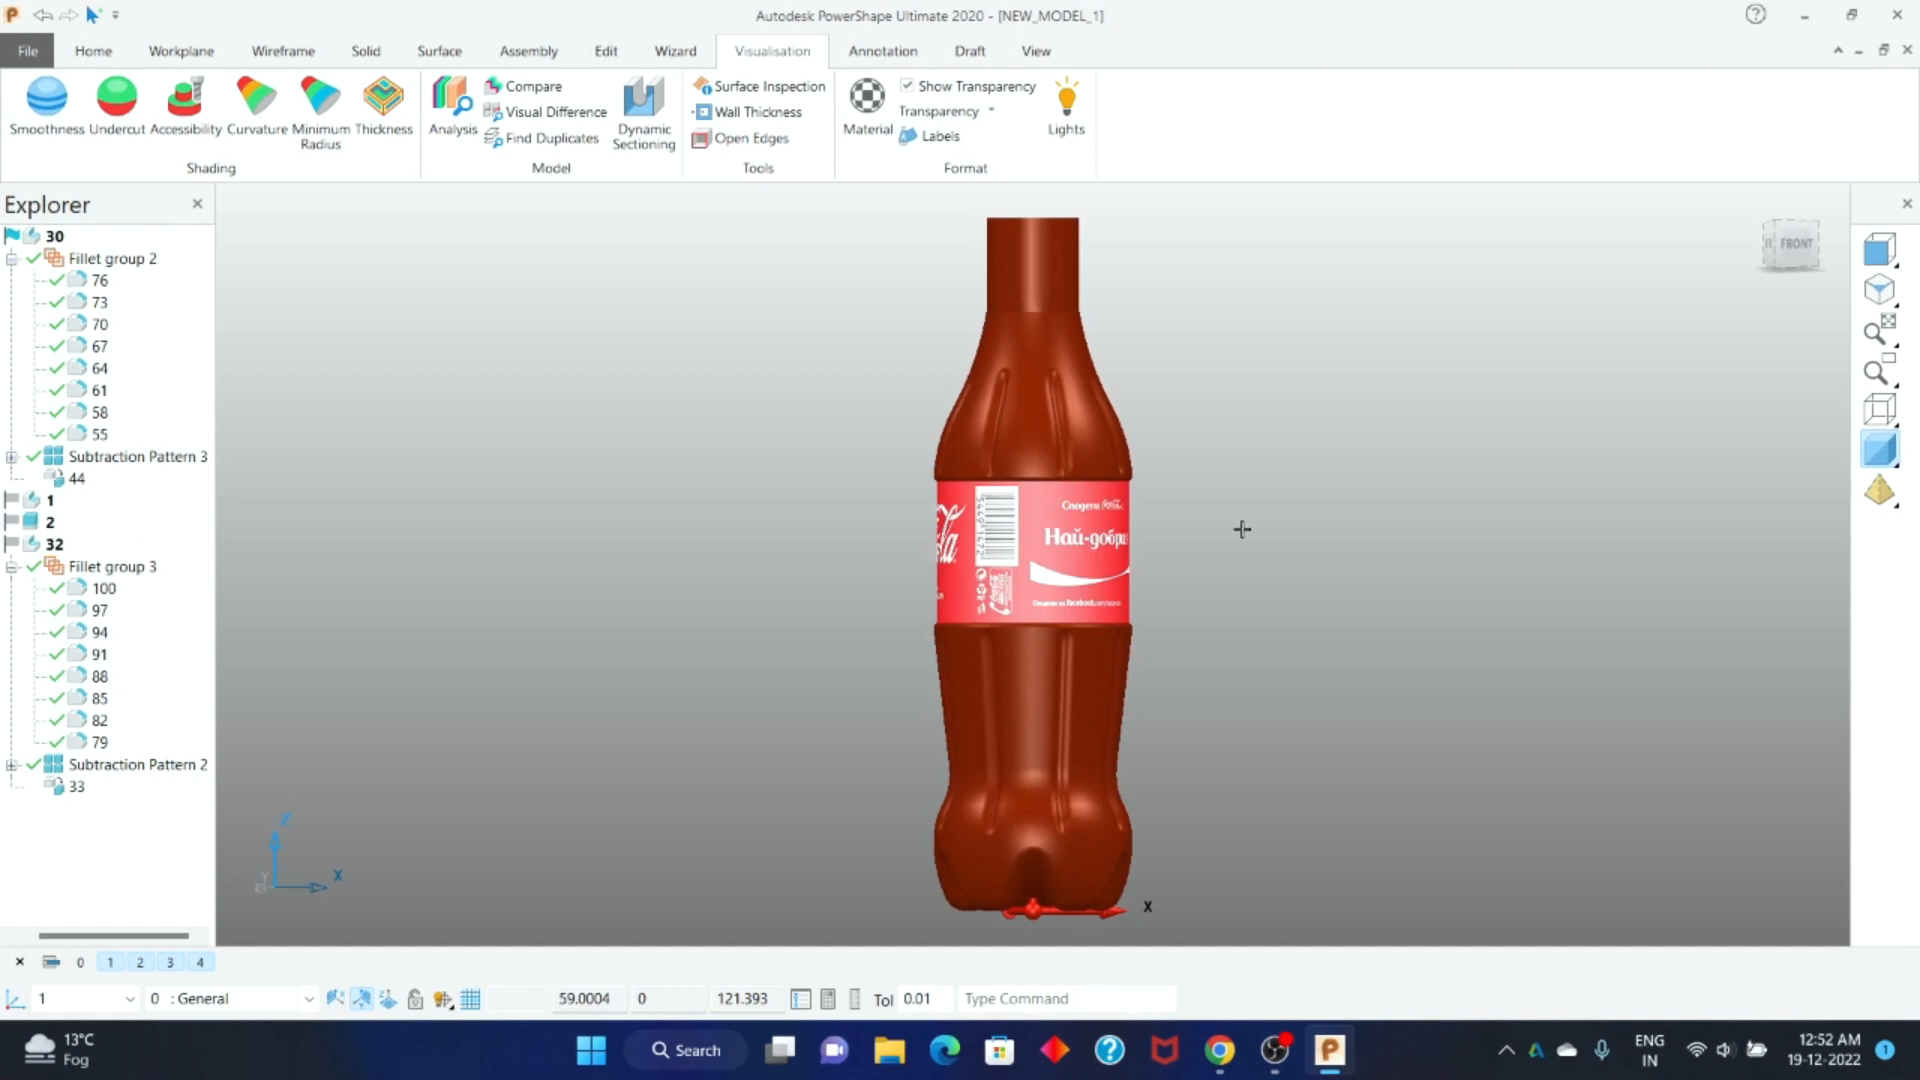 Autodesk PowerShape Ultimate 2020 - [NEW_MODEL_1]
File Home Workplane Wireframe Solid Surface Assembly Edit Wizard Visualisation Annotation Draft View
Smoothness Undercut Accessibility Curvature Minimum Radius Thickness
Shading
Analysis
Compare
Visual Difference
Find Duplicates
Dynamic Sectioning
Model
Surface Inspection
Wall Thickness
Open Edges
Tools
Material
Show Transparency
Transparency
Labels
Lights
Format
Explorer
30
Fillet group 2
76
73
70
67
64
61
58
55
Subtraction Pattern 3
44
1
2
32
Fillet group 3
100
97
94
91
88
85
82
79
Subtraction Pattern 2
33
FRONT
Сподели
Най-добри
Z
Y
X
X
0 1 2 3 4
1 0 : General 59.0004 0 121.393 Tol 0.01 Type Command
13°C
Fog
Search
ENG
IN
12:52 AM
19-12-2022
1